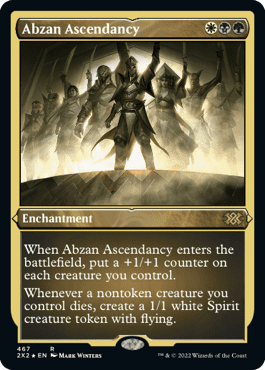 Abzan Ascendancy
Enchantment
When Abzan Ascendancy enters the
battlefield, put a +1/+1 counter on
each creature you control.
Whenever a nontoken creature you
control dies, create a 1/1 white Spirit
creature token with flying.
467 R
2X2 ★ EN Mark Winters
™ & © 2022 Wizards of the Coast